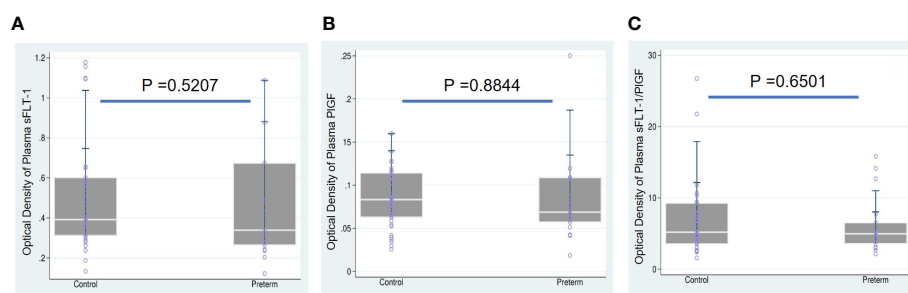 A
Optical Density of Plasma sFLT-1
1.2
1
.8
.6
.4
.2
P =0.5207
Control
Preterm
B
Optical Density of Plasma PlGF
.25
.2
.15
.1
.05
0
P =0.8844
Control
Preterm
C
Optical Density of Plasma sFLT-1/PlGF
30
20
10
0
P =0.6501
Control
Preterm